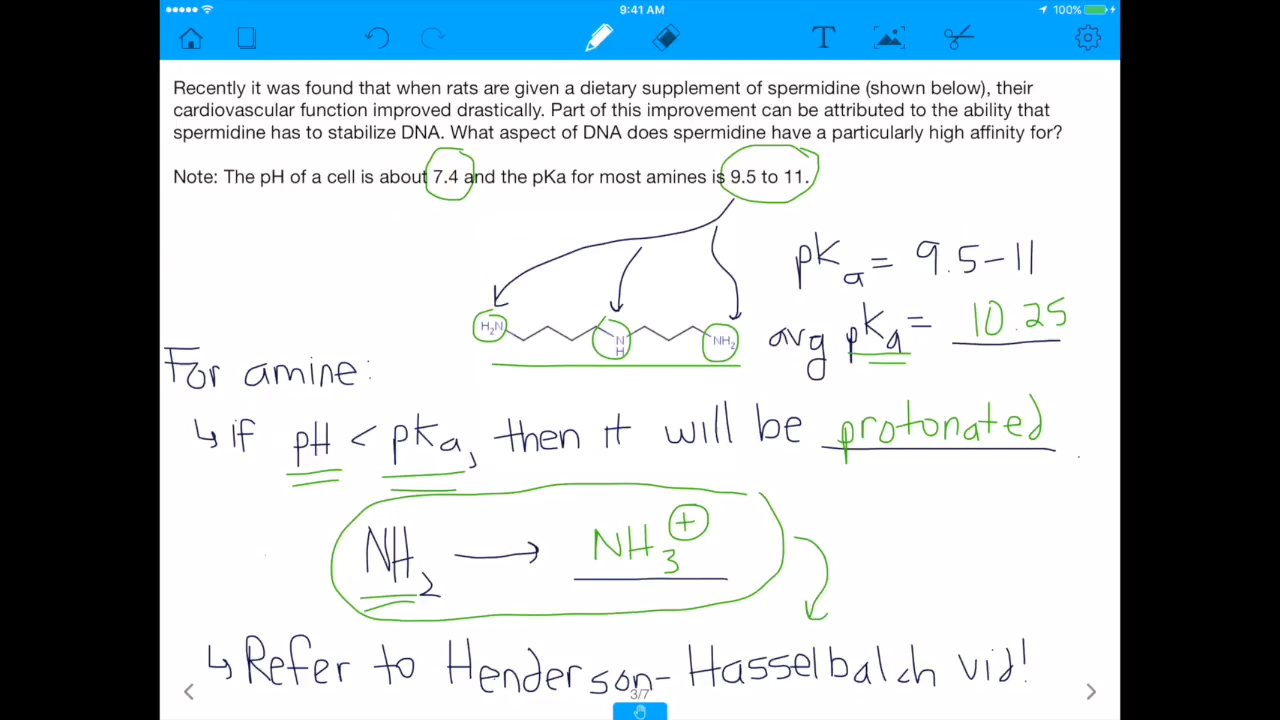 9:41 AM
100%
T
Recently it was found that when rats are given a dietary supplement of spermidine (shown below), their
cardiovascular function improved drastically. Part of this improvement can be attributed to the ability that
spermidine has to stabilize DNA. What aspect of DNA does spermidine have a particularly high affinity for?
Note: The pH of a cell is about 7.4 and the pKa for most amines is 9.5 to 11.
pKa = 9.5-11
H₂N
N
H
NH₂
avg pKa = 10.25
For amine:
↳ if pH < pKa, then it will be protonated
NH₂ → NH₃⊕
↳ Refer to Henderson-Hasselbalch vid!
3/7